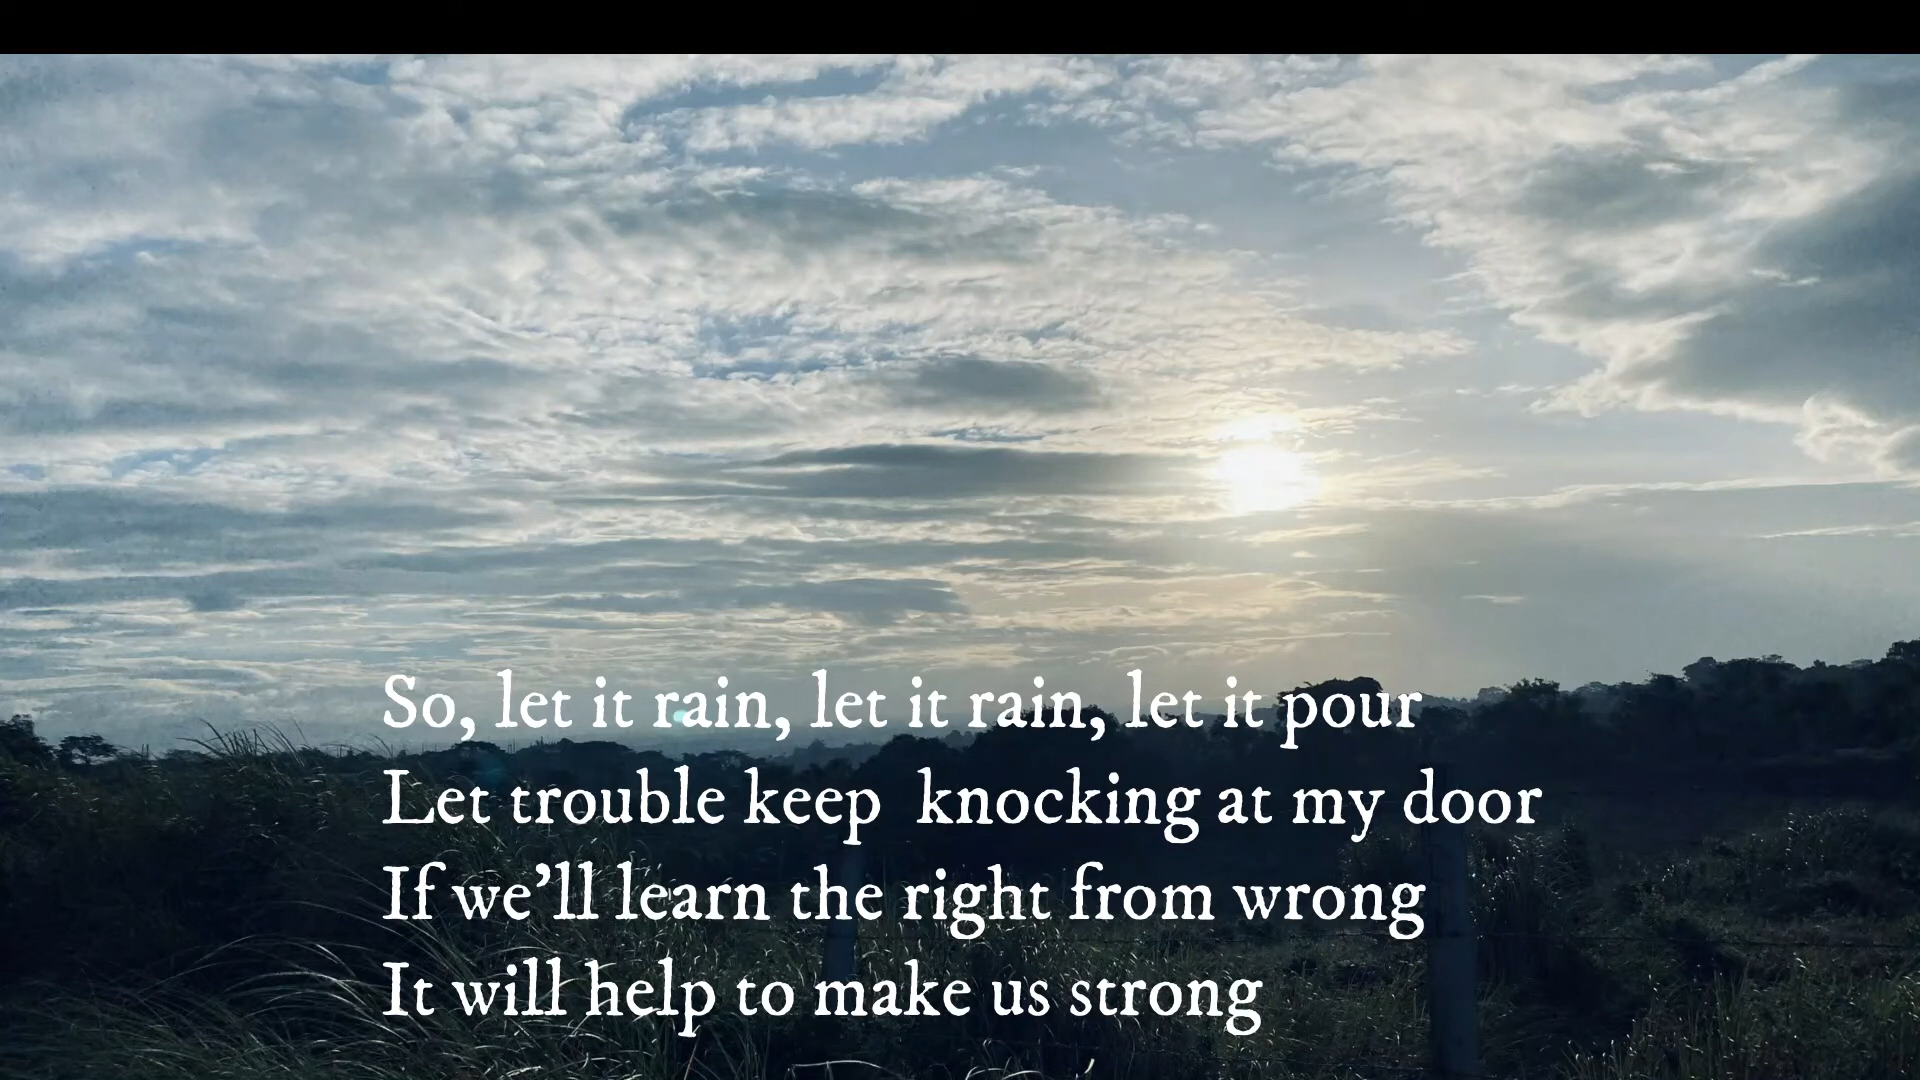 So, let it rain, let it rain, let it pour
Let trouble keep  knocking at my door
If we'll learn the right from wrong
It will help to make us strong